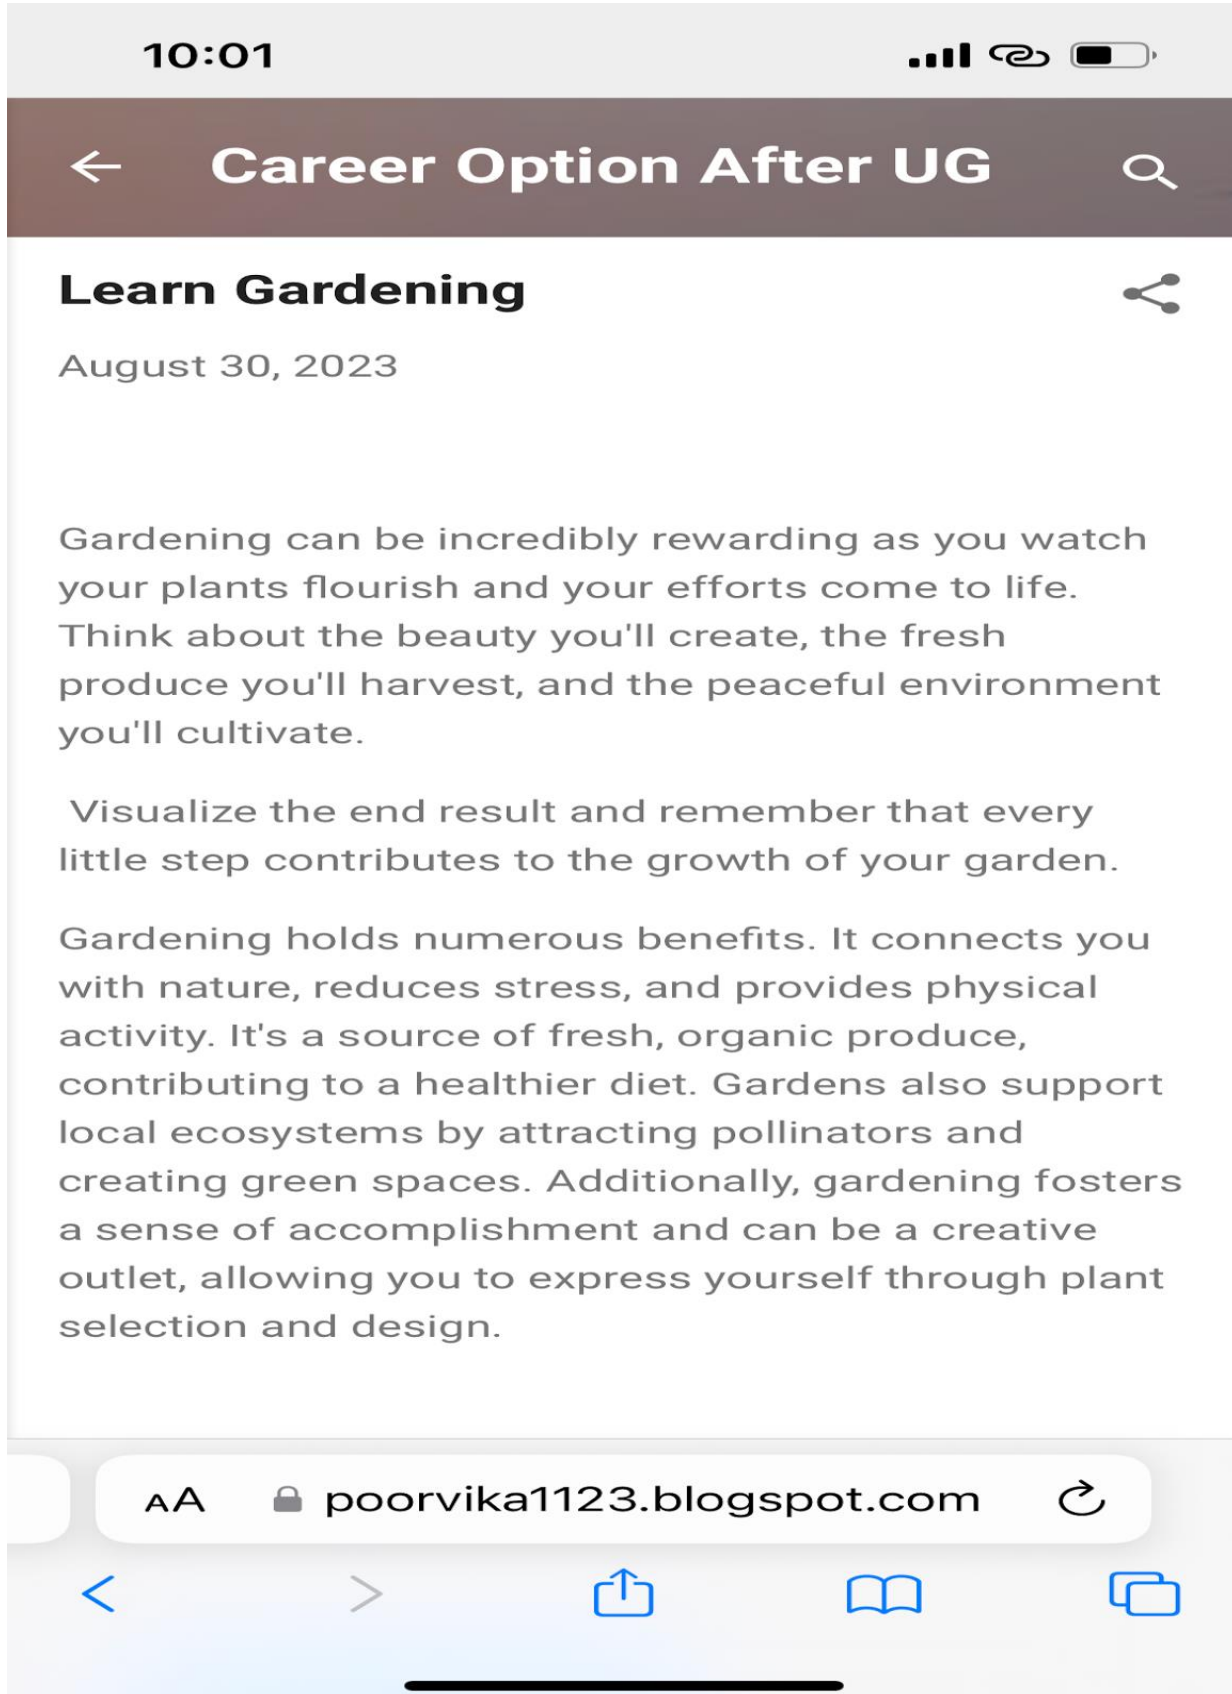 10:01
Career Option After UG
Learn Gardening
August 30, 2023
Gardening can be incredibly rewarding as you watch
your plants flourish and your efforts come to life.
Think about the beauty you'll create, the fresh
produce you'll harvest, and the peaceful environment
you'll cultivate.
Visualize the end result and remember that every
little step contributes to the growth of your garden.
Gardening holds numerous benefits. It connects you
with nature, reduces stress, and provides physical
activity. It's a source of fresh, organic produce,
contributing to a healthier diet. Gardens also support
local ecosystems by attracting pollinators and
creating green spaces. Additionally, gardening fosters
a sense of accomplishment and can be a creative
outlet, allowing you to express yourself through plant
selection and design.
AA poorvika1123.blogspot.com